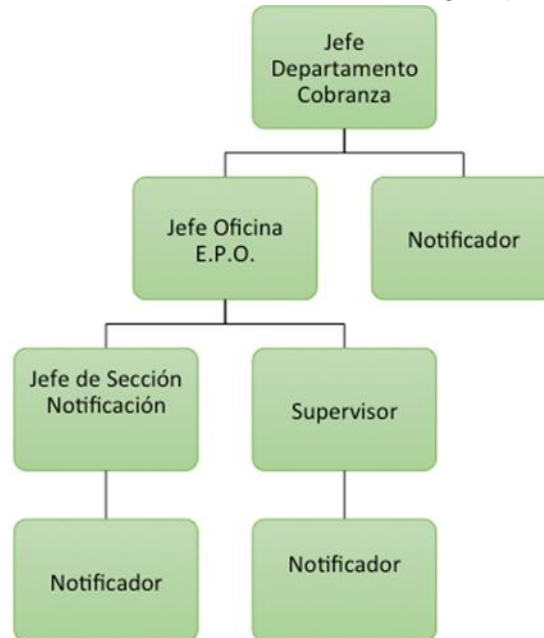 Jefe
Departamento
Cobranza
Jefe Oficina
E.P.O.
Notificador
Jefe de Sección
Notificación
Supervisor
Notificador
Notificador